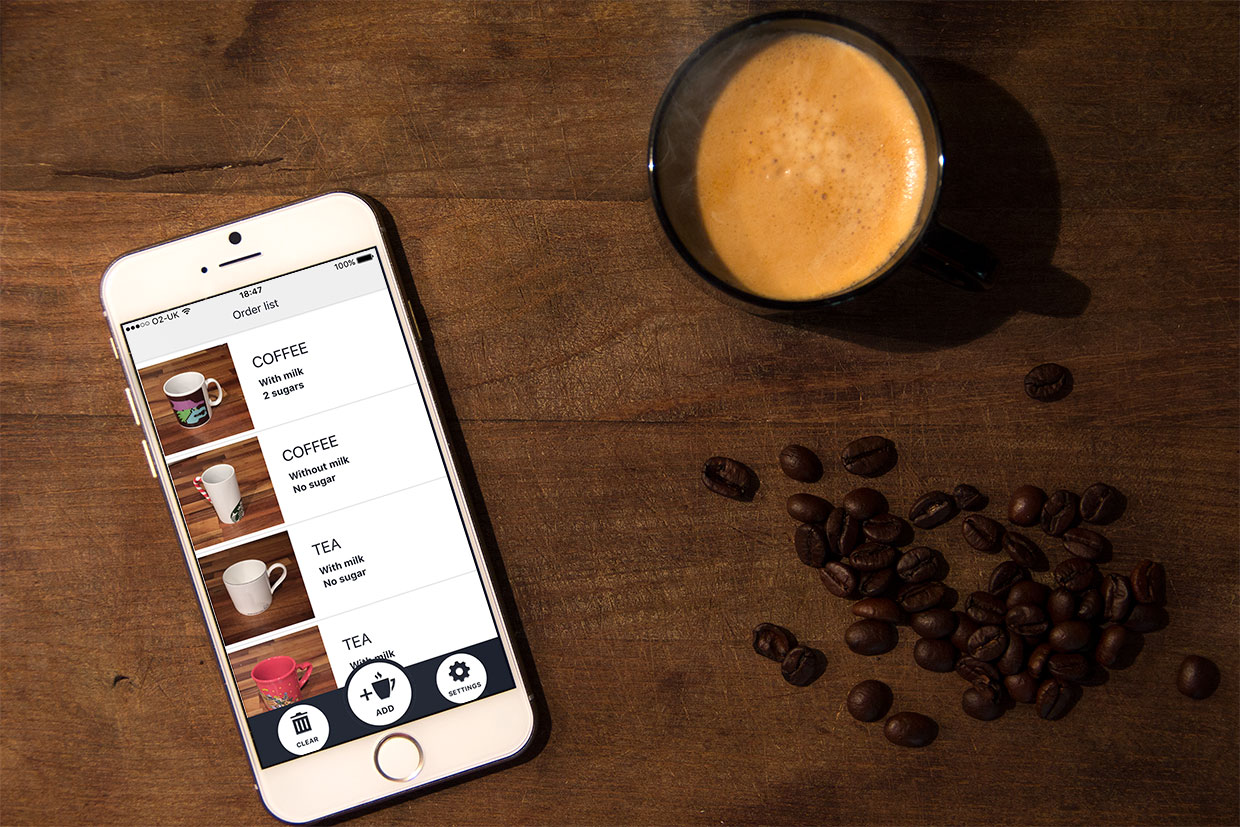 O2-UK
18:47
100%
Order list
COFFEE
With milk
2 sugars
COFFEE
Without milk
No sugar
TEA
With milk
No sugar
TEA
With milk
CLEAR
+
ADD
SETTINGS